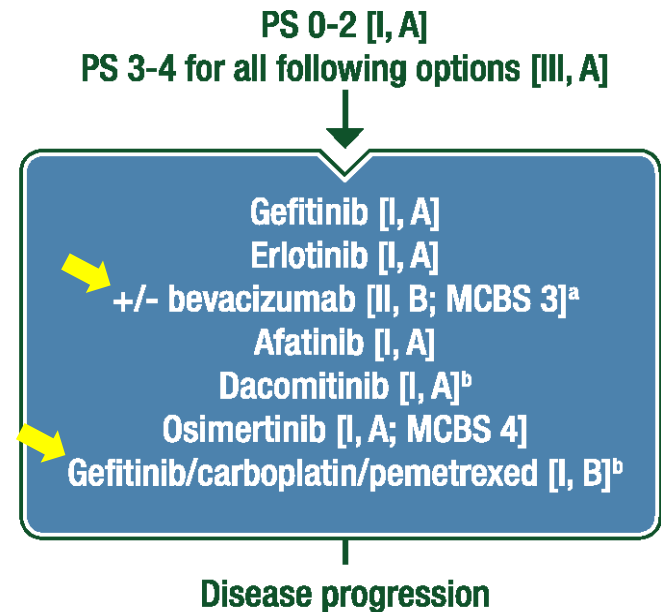 PS 0-2 [I, A]
PS 3-4 for all following options [III, A]
Gefitinib [I, A]
Erlotinib [I, A]
+/- bevacizumab [II, B; MCBS 3]ᵃ
Afatinib [I, A]
Dacomitinib [I, A]ᵇ
Osimertinib [I, A; MCBS 4]
Gefitinib/carboplatin/pemetrexed [I, B]ᵇ
Disease progression